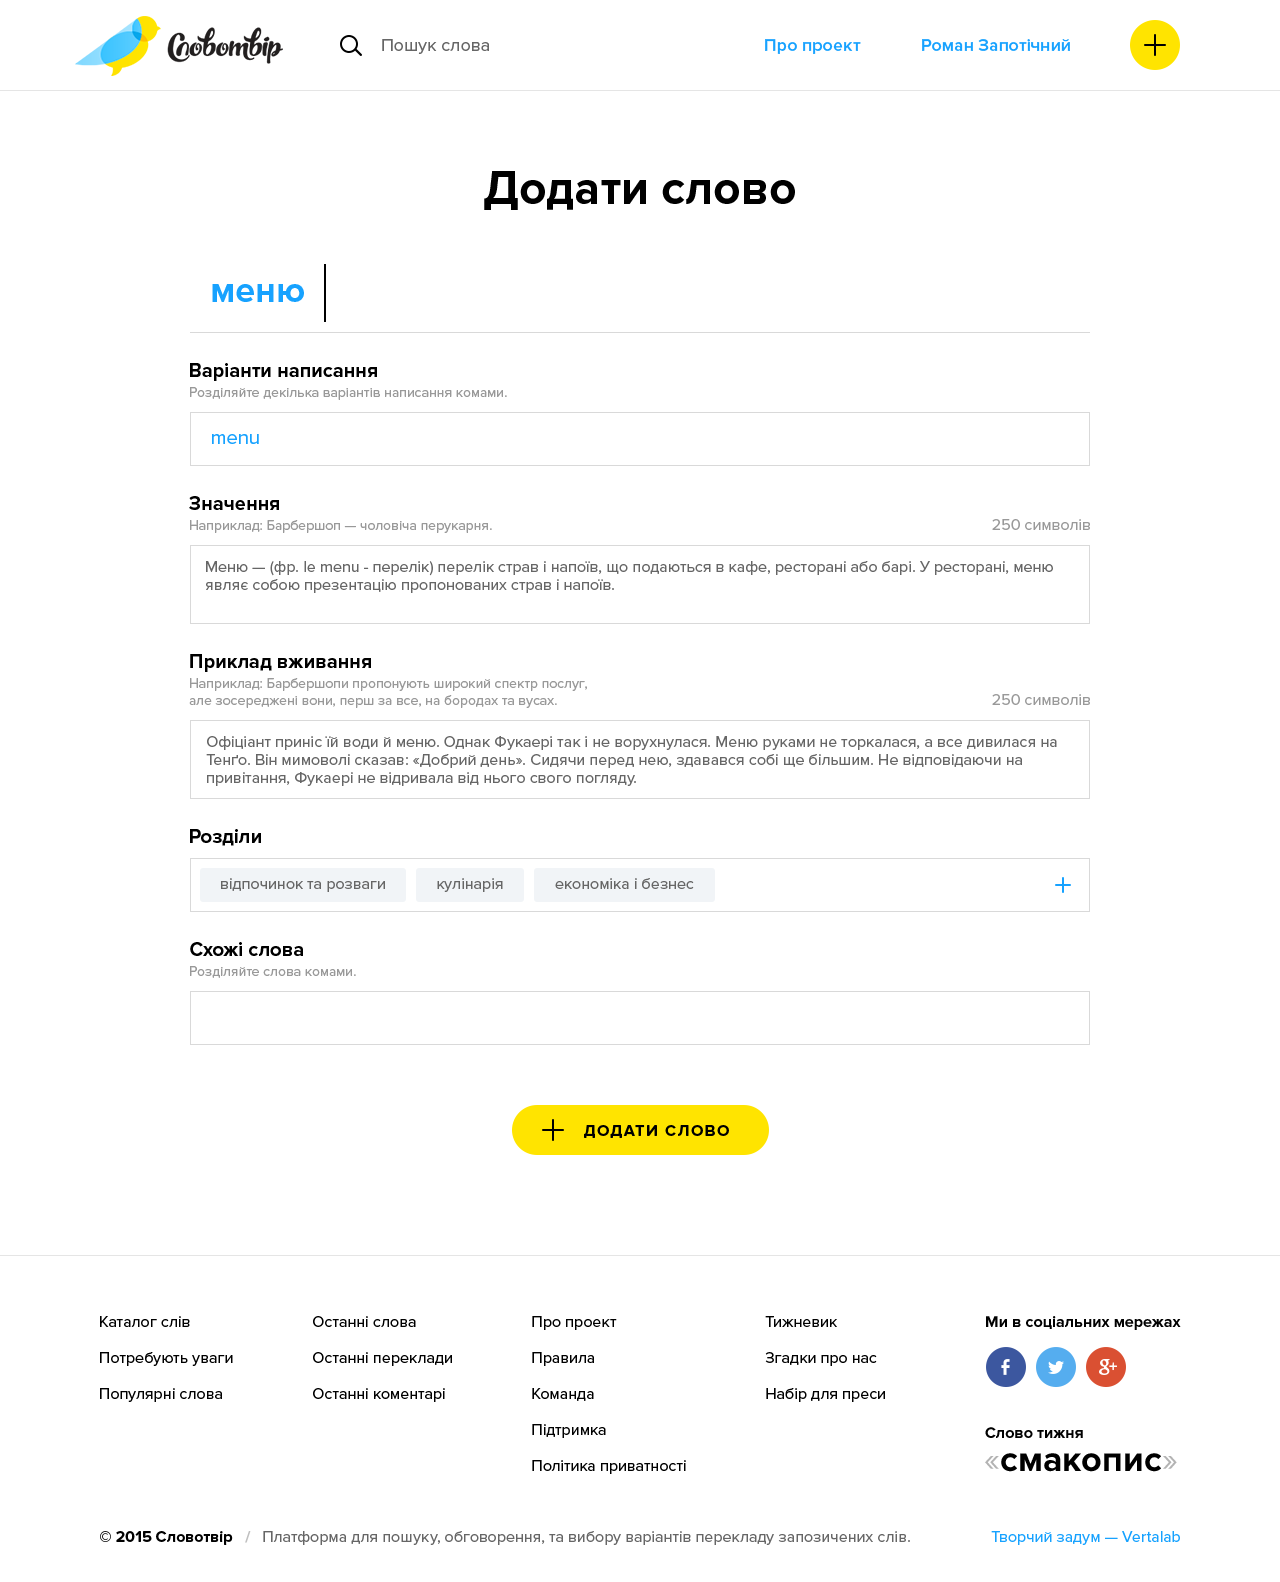 Словотвір
Пошук слова
Про проект
Роман Запотічний
Додати слово
меню
Варіанти написання
Розділяйте декілька варіантів написання комами.
menu
Значення
Наприклад: Барбершоп — чоловіча перукарня.
250 символів
Меню — (фр. le menu - перелік) перелік страв і напоїв, що подаються в кафе, ресторані або барі. У ресторані, меню
являє собою презентацію пропонованих страв і напоїв.
Приклад вживання
Наприклад: Барбершопи пропонують широкий спектр послуг,
але зосереджені вони, перш за все, на бородах та вусах.
250 символів
Офіціант приніс їй води й меню. Однак Фукаері так і не ворухнулася. Меню руками не торкалася, а все дивилася на
Тенґо. Він мимоволі сказав: «Добрий день». Сидячи перед нею, здавався собі ще більшим. Не відповідаючи на
привітання, Фукаері не відривала від нього свого погляду.
Розділи
відпочинок та розваги
кулінарія
економіка і безнес
Схожі слова
Розділяйте слова комами.
ДОДАТИ СЛОВО
Каталог слів
Потребують уваги
Популярні слова
Останні слова
Останні переклади
Останні коментарі
Про проект
Правила
Команда
Підтримка
Політика приватності
Тижневик
Згадки про нас
Набір для преси
Ми в соціальних мережах
Слово тижня
«смакопис»
© 2015 Словотвір / Платформа для пошуку, обговорення, та вибору варіантів перекладу запозичених слів.
Творчий задум — Vertalab